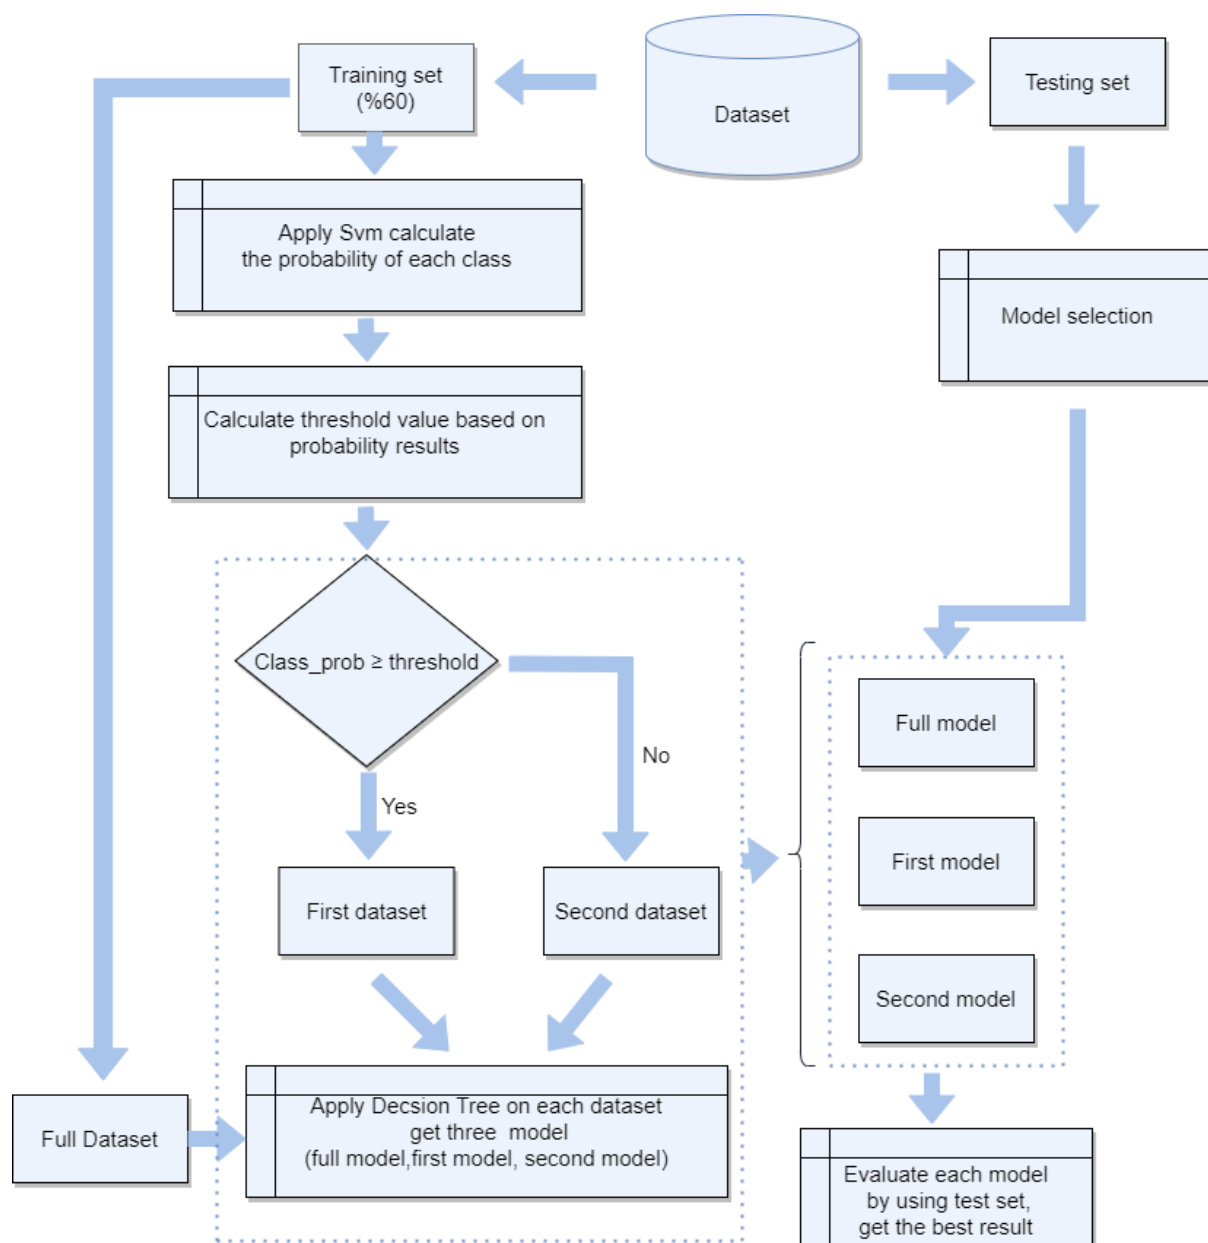 Training set
(%60)
Dataset
Testing set
Apply Svm calculate
the probability of each class
Model selection
Calculate threshold value based on
probability results
Class_prob ≥ threshold
No
Yes
Full model
First model
Second model
First dataset
Second dataset
Full Dataset
Apply Decsion Tree on each dataset
get three model
(full model,first model, second model)
Evaluate each model
by using test set,
get the best result